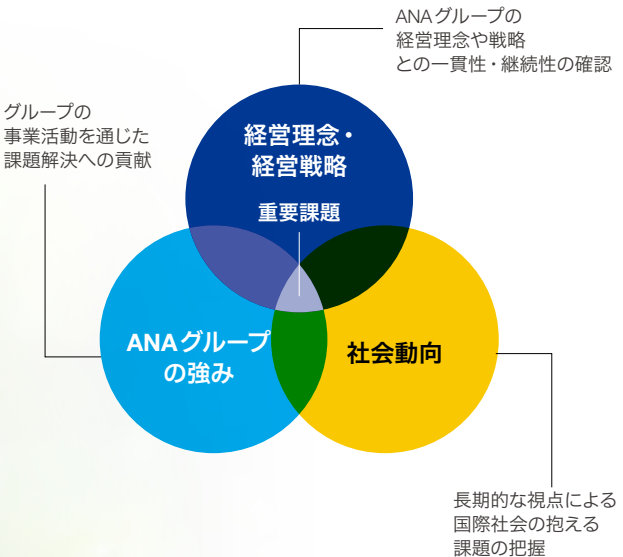 ANAグループの
経営理念や戦略
との一貫性・継続性の確認
グループの
事業活動を通じた
課題解決への貢献
経営理念・
経営戦略
重要課題
ANAグループ
の強み
社会動向
長期的な視点による
国際社会の抱える
課題の把握